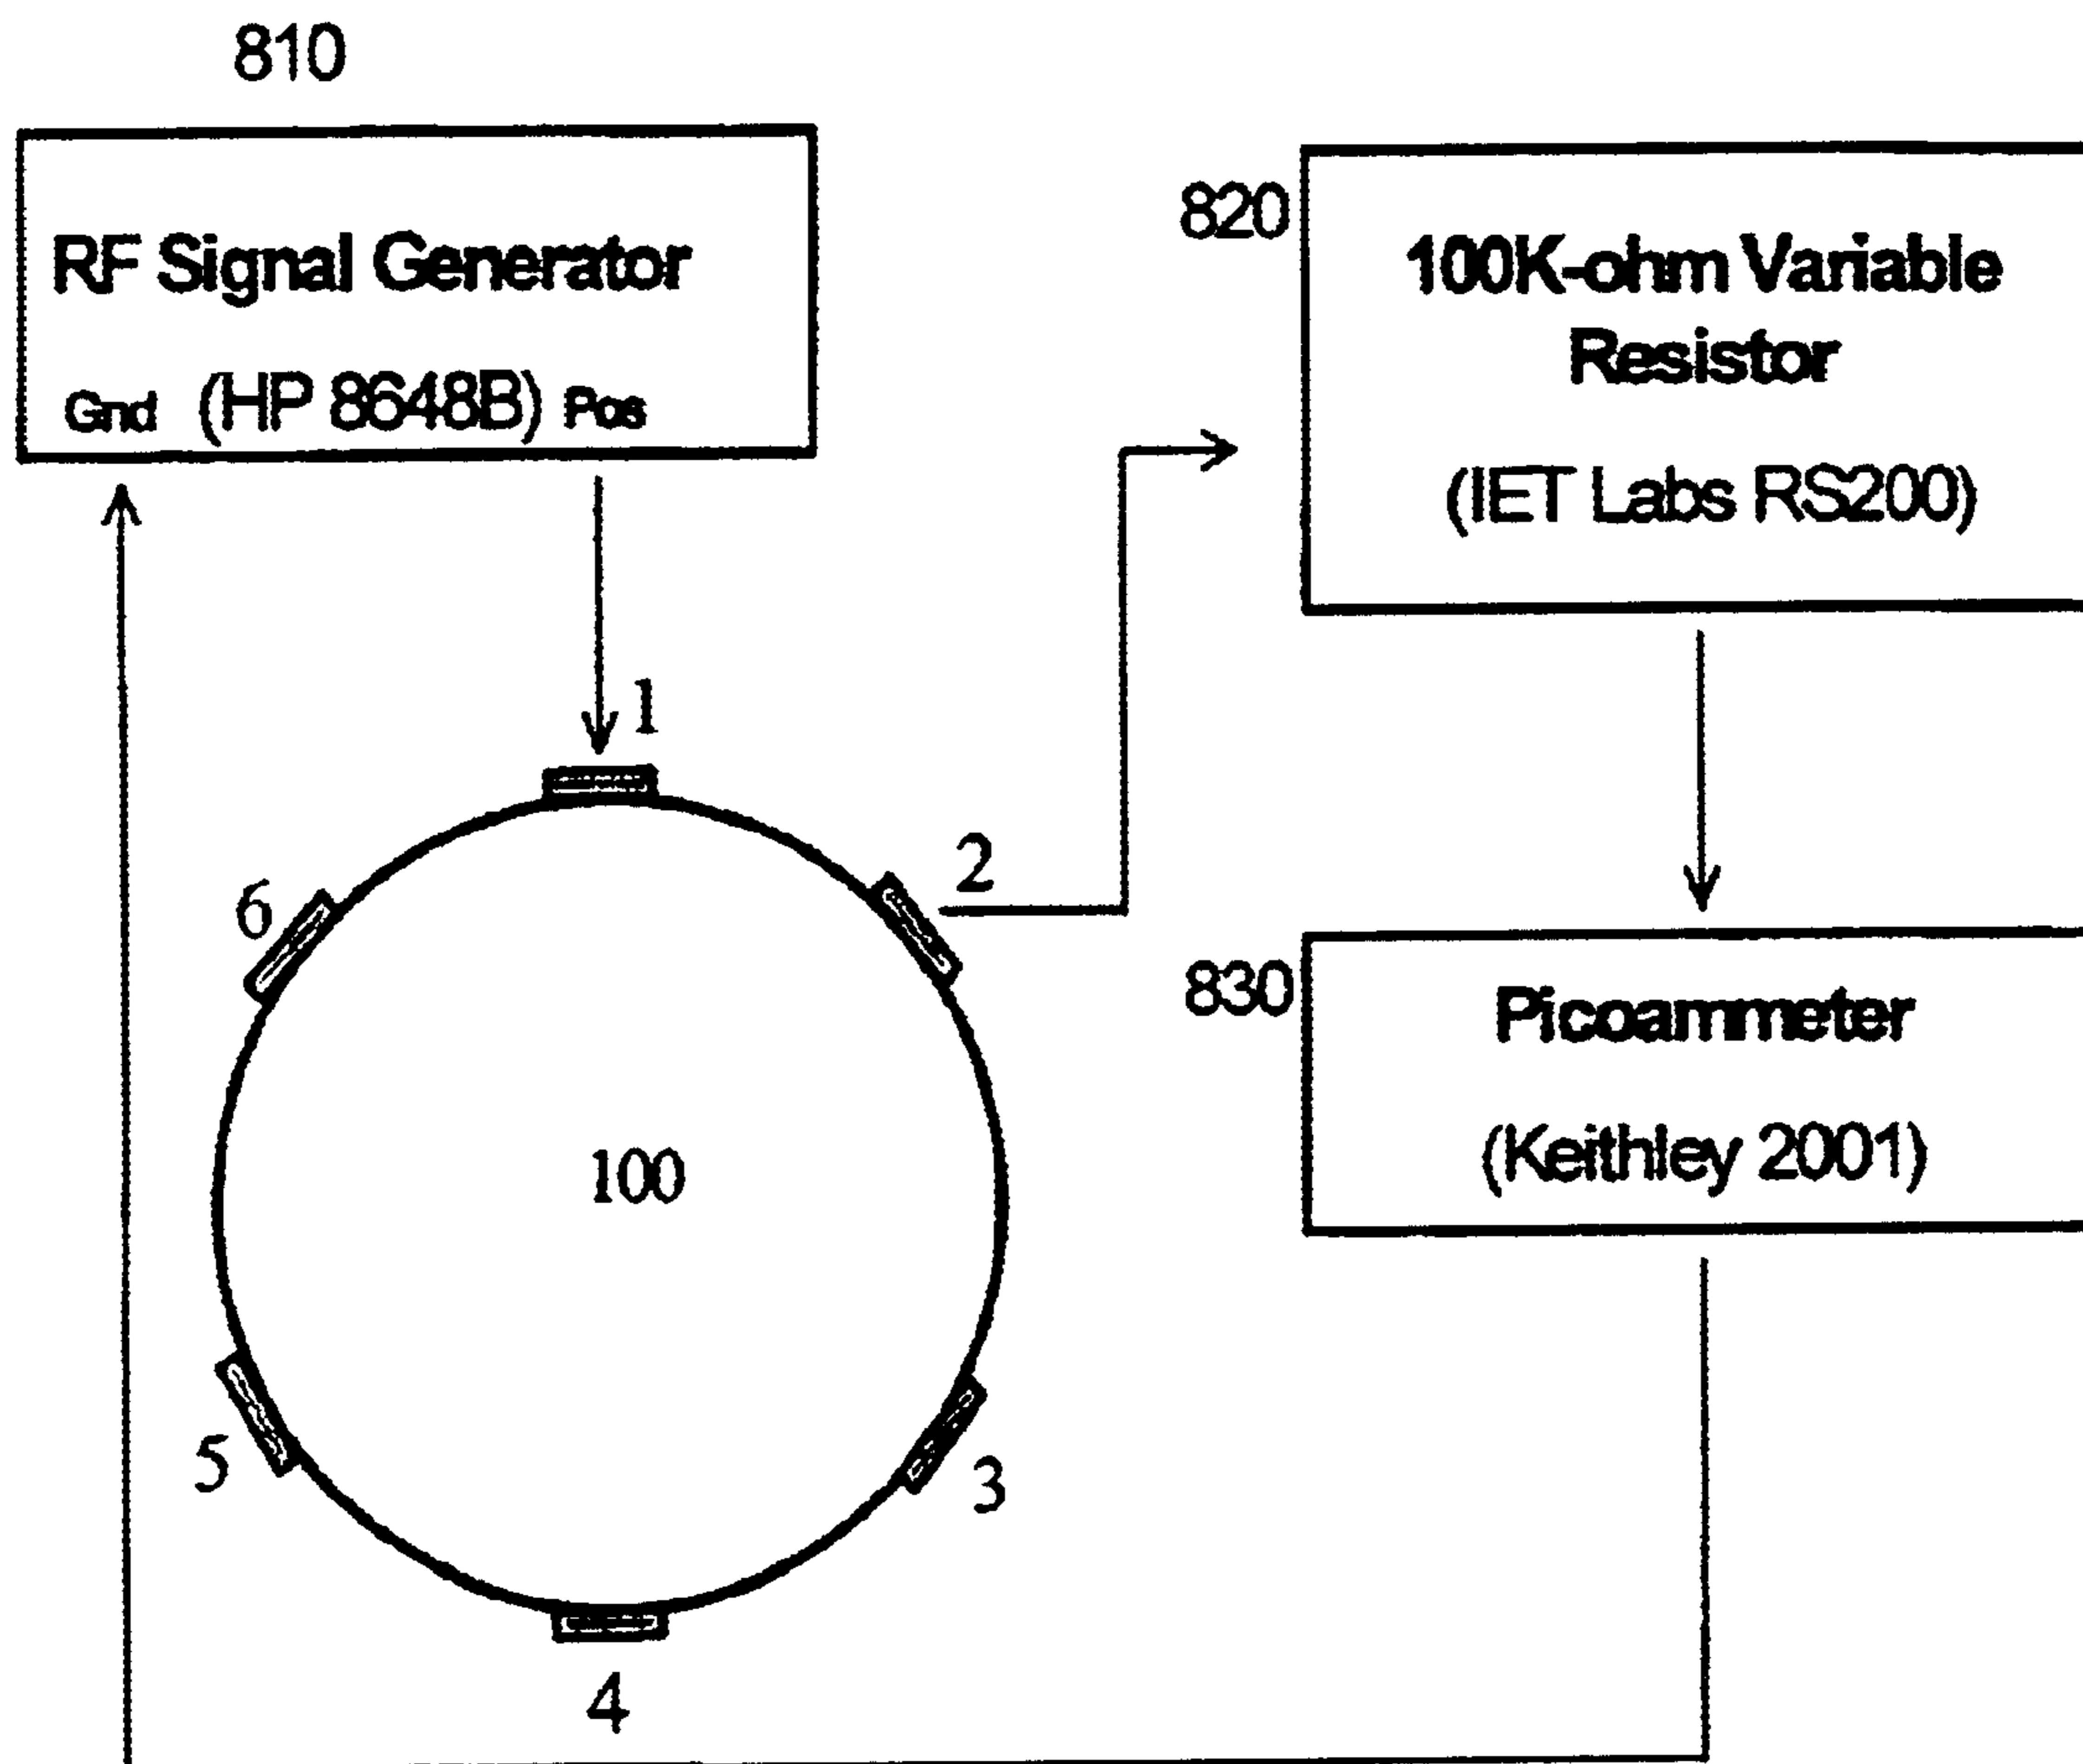 810
RF Signal Generator
Gnd (HP 8648B) Pos
820
100K-ohm Variable
Resistor
(IET Labs RS200)
1
2
6
830
Picoammeter
(Keithley 2001)
100
5
3
4